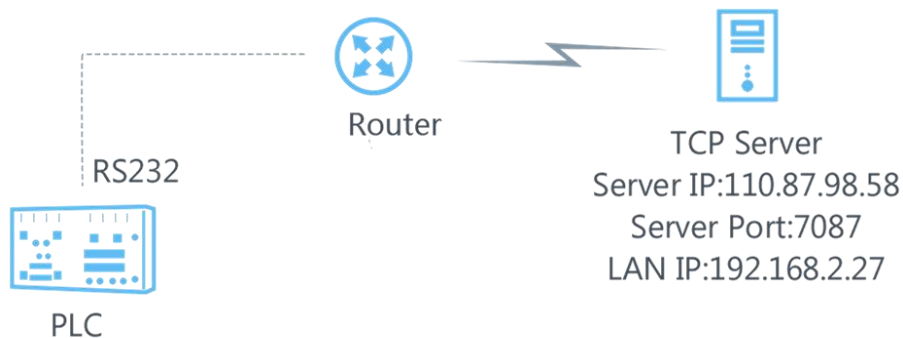 Router
TCP Server
RS232
Server IP:110.87.98.58
Server Port:7087
LAN IP:192.168.2.27
PLC